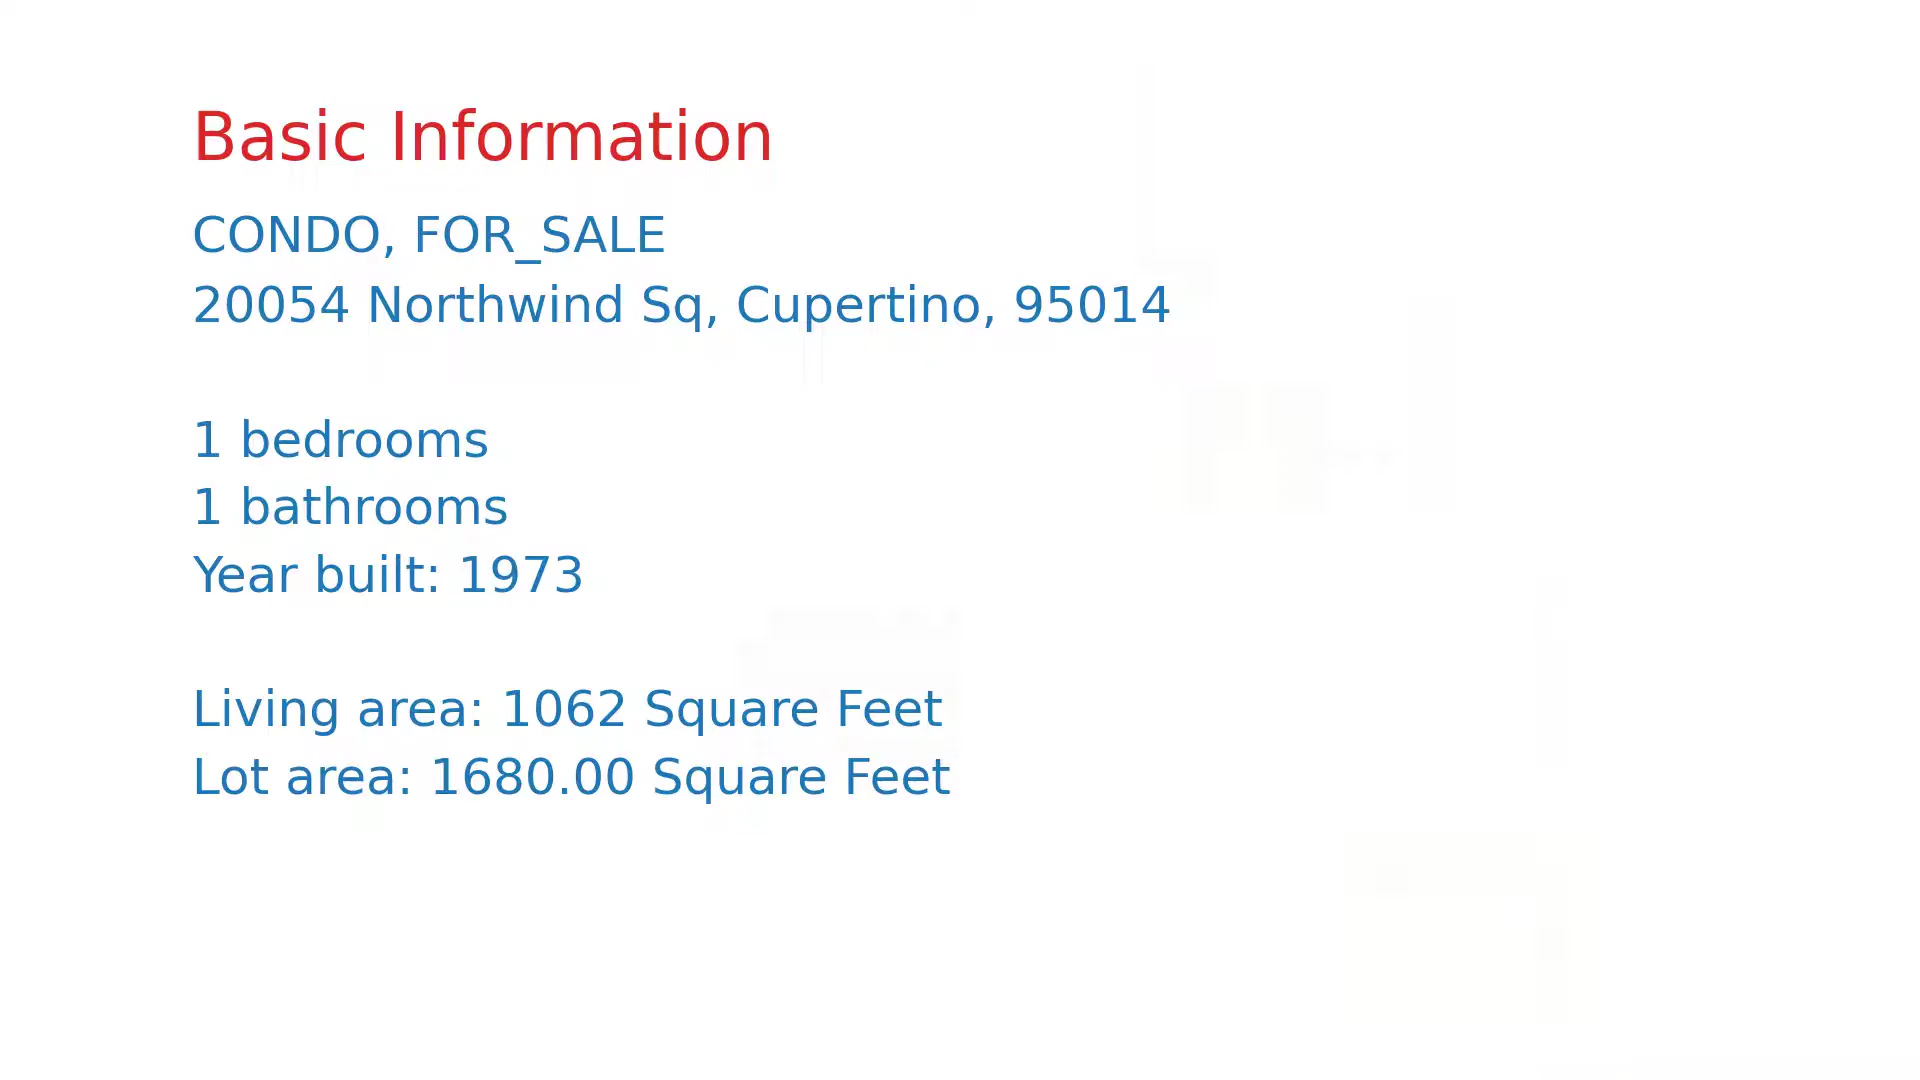 Basic Information
CONDO, FOR_SALE
20054 Northwind Sq, Cupertino, 95014
1 bedrooms
1 bathrooms
Year built: 1973
Living area: 1062 Square Feet
Lot area: 1680.00 Square Feet